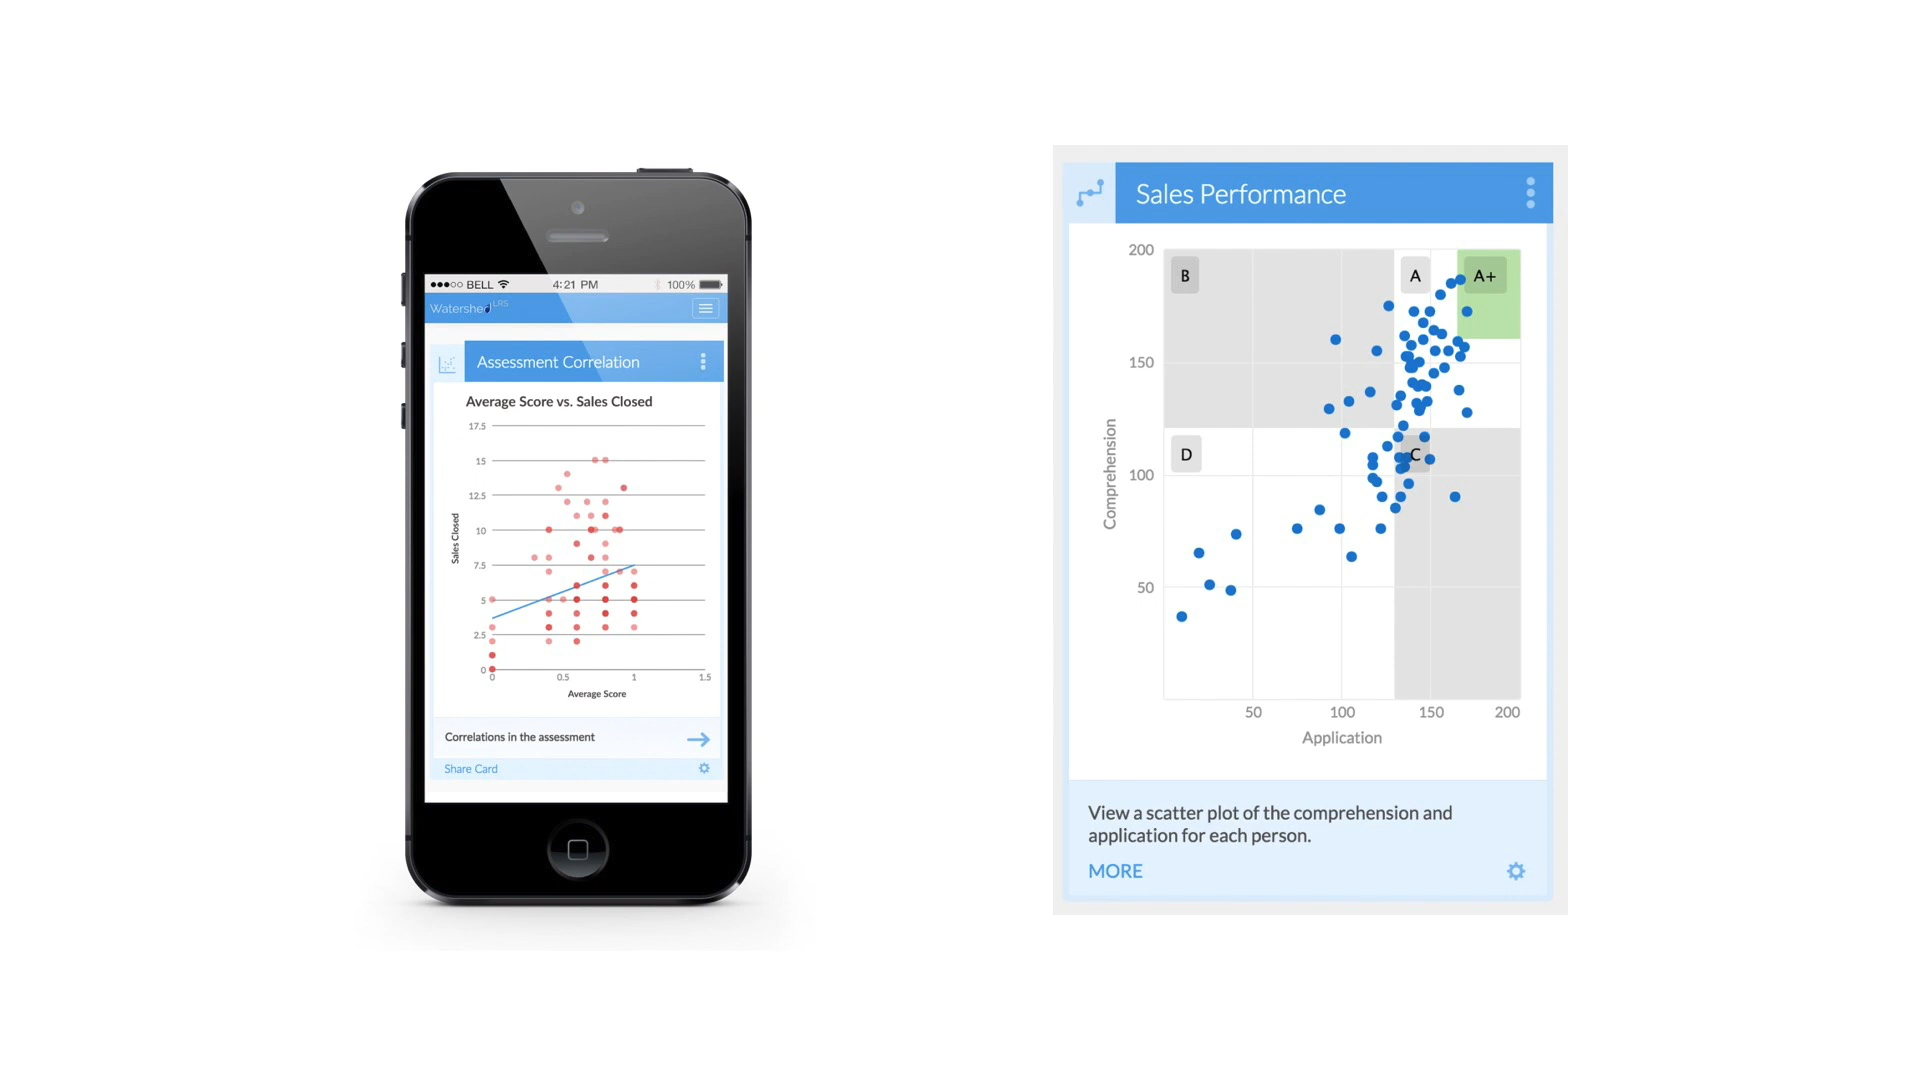 BELL 4:21 PM 100%
Watershed LRS
Assessment Correlation
Average Score vs. Sales Closed
17.5
15
12.5
10
7.5
5
2.5
0
Sales Closed
0 0.5 1 1.5
Average Score
Correlations in the assessment
Share Card
Sales Performance
200
150
100
50
Comprehension
B A A+
D C
50 100 150 200
Application
View a scatter plot of the comprehension and
application for each person.
MORE